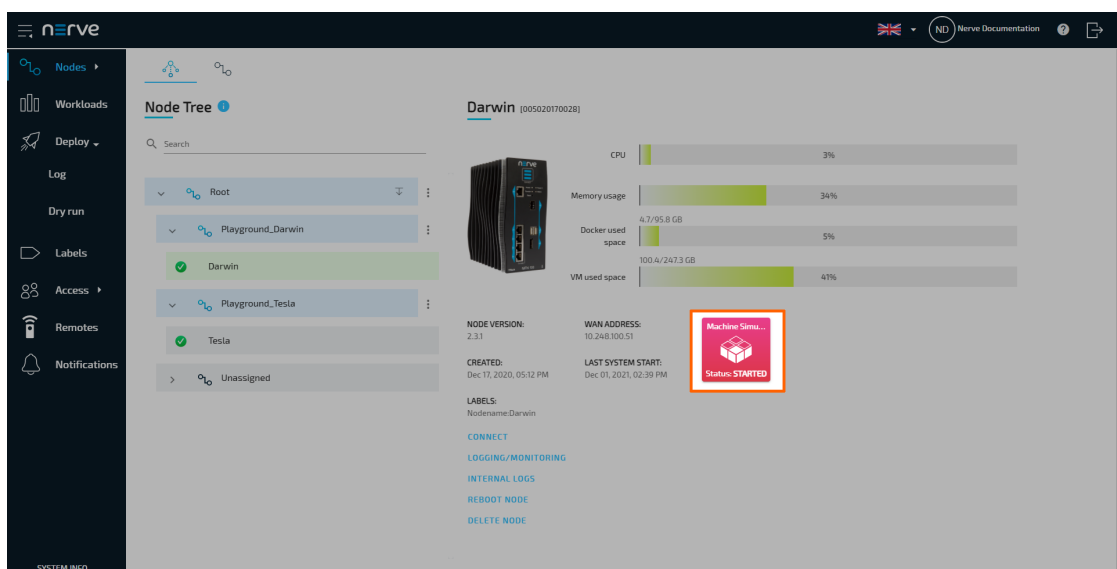 nerve
ND Nerve Documentation
Nodes
Workloads
Deploy
Log
Dry run
Labels
Access
Remotes
Notifications
SYSTEM INFO
Node Tree
Search
Root
Playground_Darwin
Darwin
Playground_Tesla
Tesla
Unassigned
Darwin [005020170028]
nerve
CPU 3%
Memory usage 34%
4.7/95.8 GB
Docker used space 5%
100.4/247.3 GB
VM used space 41%
NODE VERSION:
2.3.1
WAN ADDRESS:
10.248.100.51
CREATED:
Dec 17, 2020, 05:12 PM
LAST SYSTEM START:
Dec 01, 2021, 02:39 PM
LABELS:
Nodename:Darwin
Machine Simu...
Status: STARTED
CONNECT
LOGGING/MONITORING
INTERNAL LOGS
REBOOT NODE
DELETE NODE